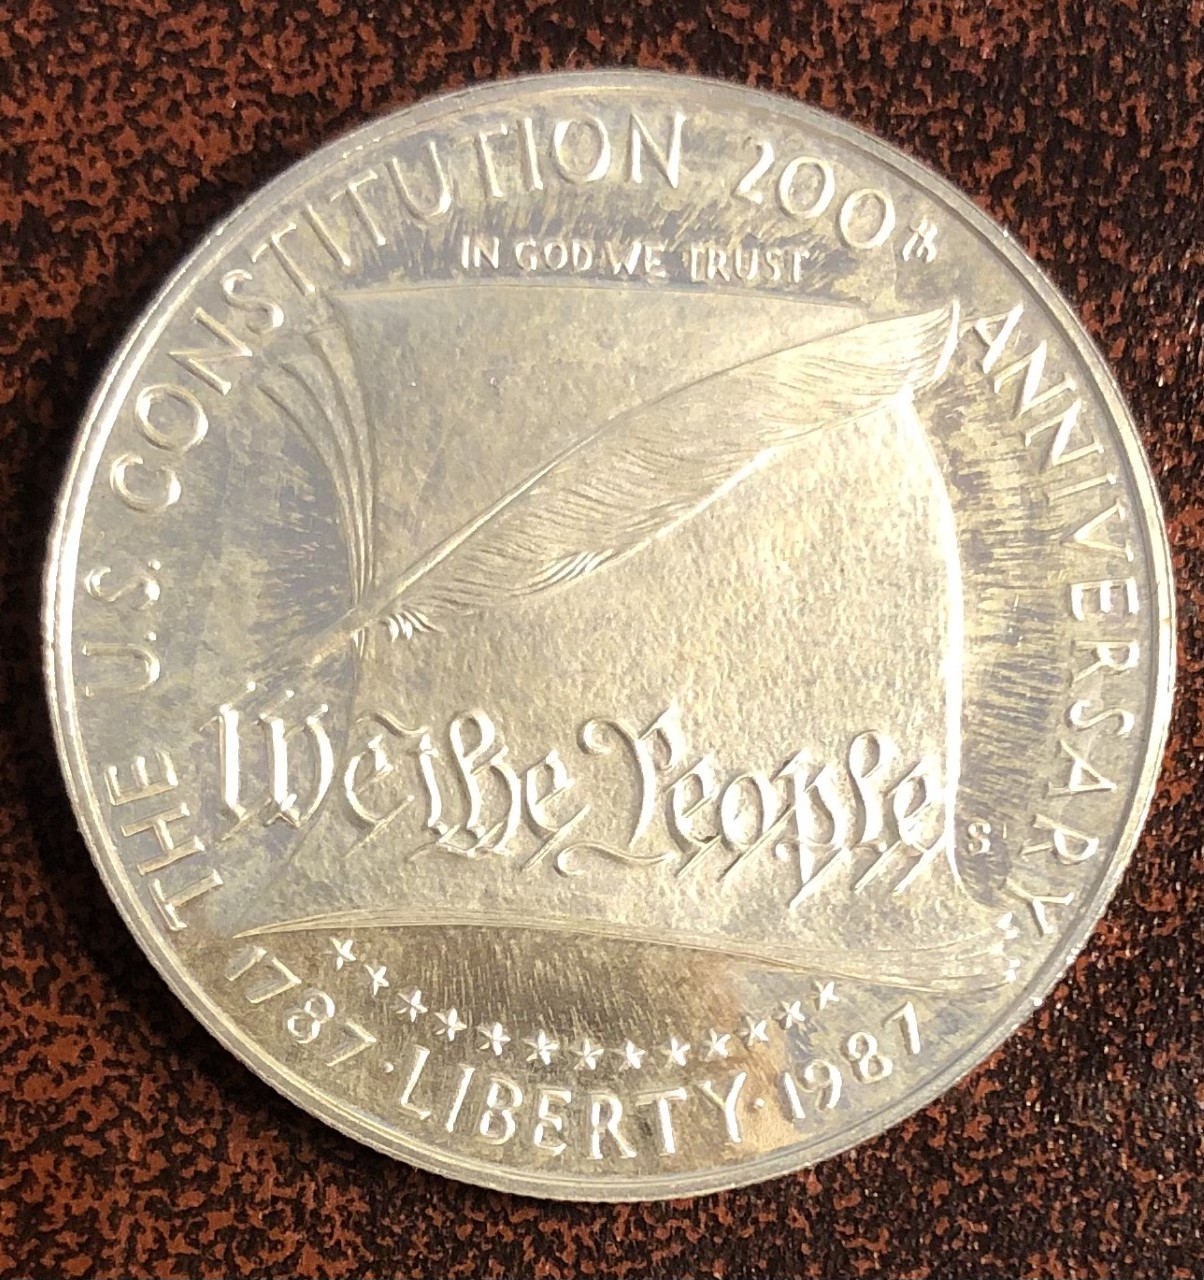 THE U.S. CONSTITUTION 200th ANNIVERSARY
IN GOD WE TRUST
We the People
S
1787·LIBERTY·1987